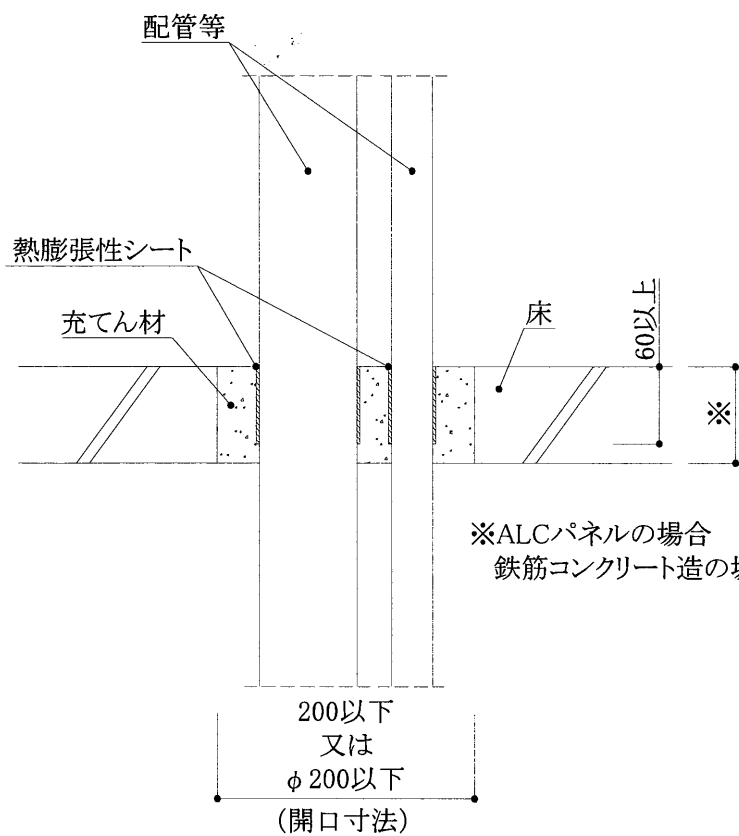 配管等
熱膨張性シート
充てん材
床
60以上
※
※ALCパネルの場合
鉄筋コンクリート造の
200以下
又は
φ200以下
(開口寸法)